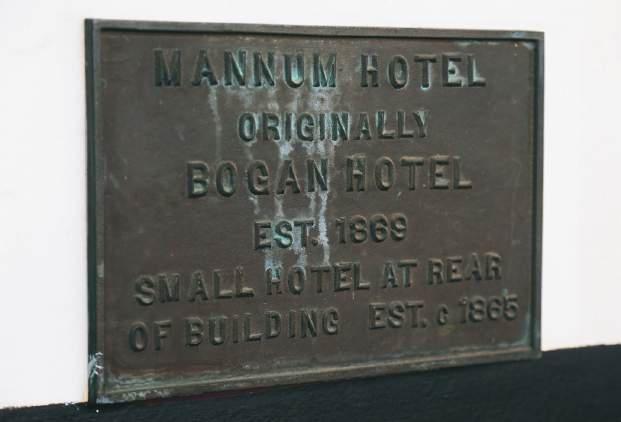 MANNUM HOTEL
ORIGINALLY
BOGAN HOTEL
EST. 1869
SMALL HOTEL AT REAR
OF BUILDING EST. c 1865